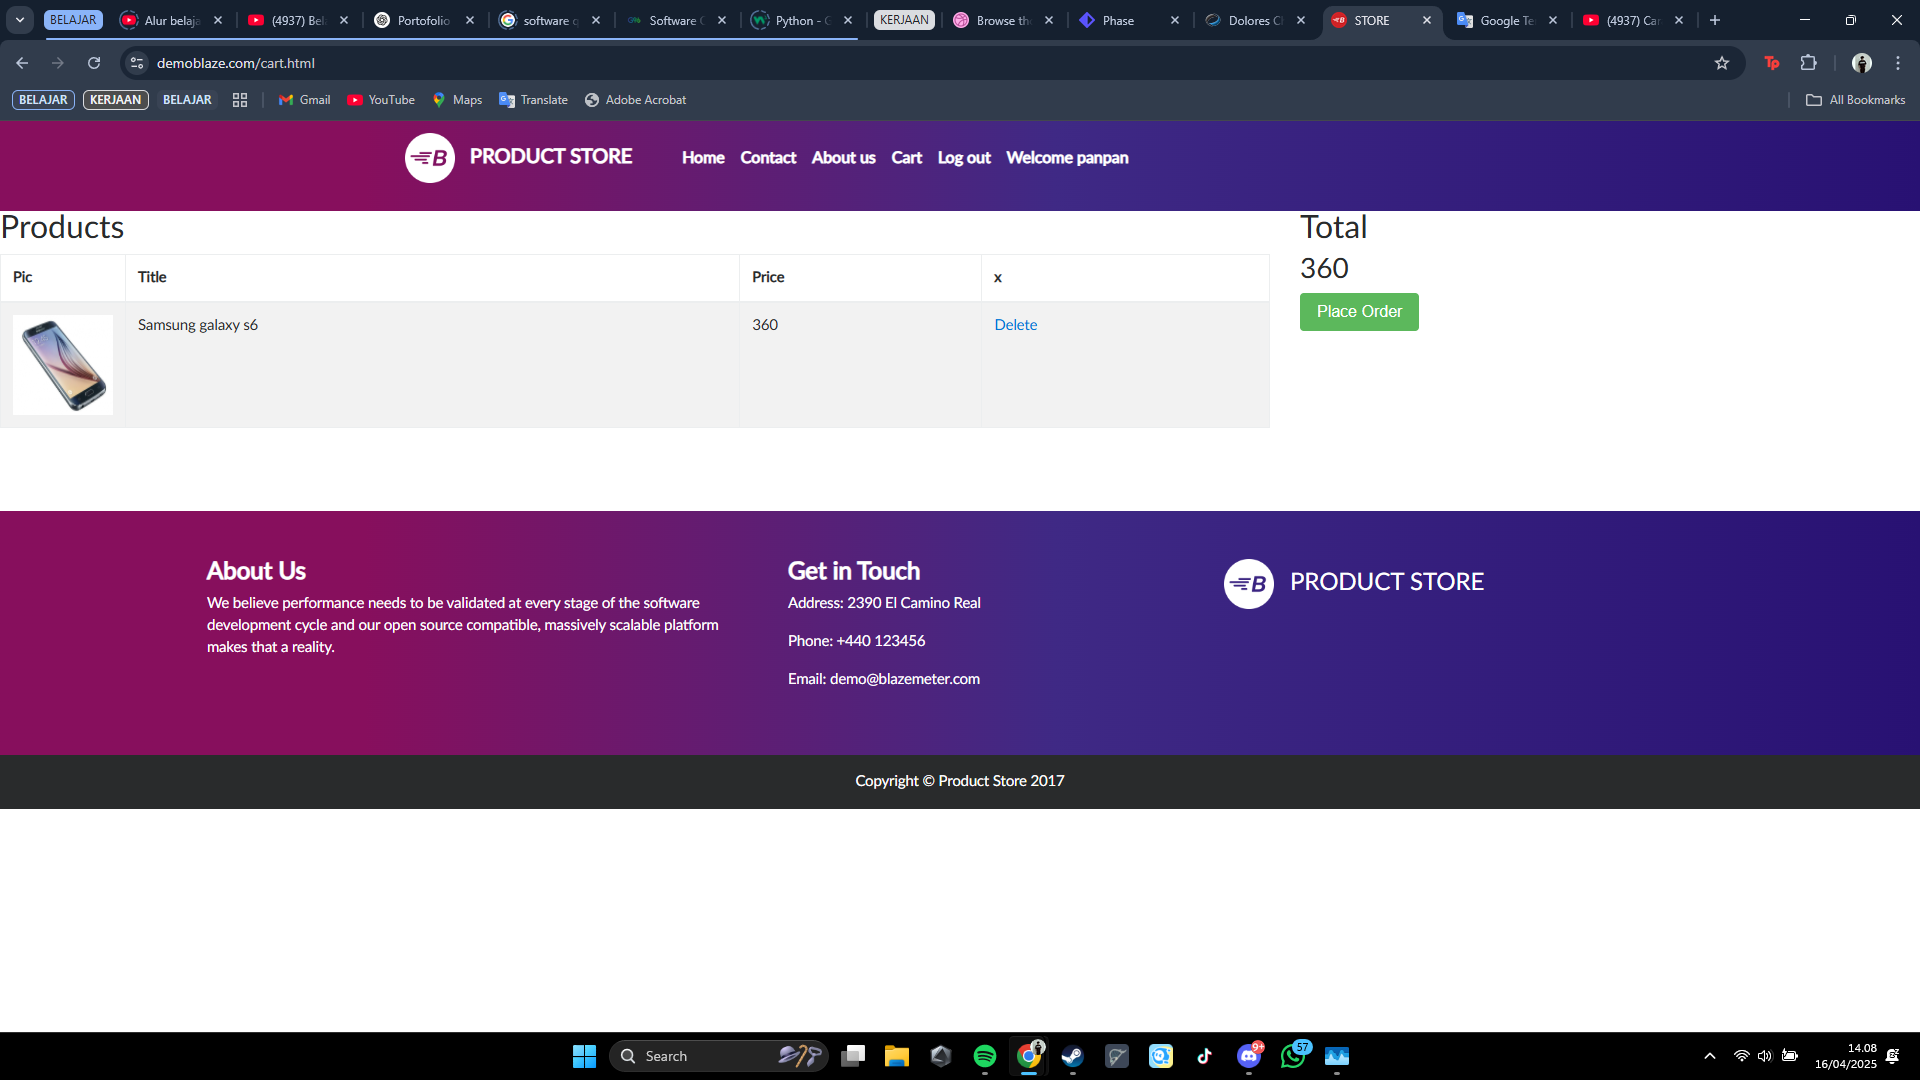 BELAJAR
Alur belaja
(4937) Bel
Portofolio
software q
Software
Python - G
KERJAAN
Browse the
Phase
Dolores Cl
STORE
Google Te
(4937) Car
demoblaze.com/cart.html
Tp
BELAJAR
KERJAAN
BELAJAR
Gmail
YouTube
Maps
Translate
Adobe Acrobat
All Bookmarks
B
PRODUCT STORE
Home
Contact
About us
Cart
Log out
Welcome panpan
Products
Total
360
Place Order
Pic
Title
Price
x
Samsung galaxy s6
360
Delete
About Us
We believe performance needs to be validated at every stage of the software
development cycle and our open source compatible, massively scalable platform
makes that a reality.
Get in Touch
Address: 2390 El Camino Real
Phone: +440 123456
Email: demo@blazemeter.com
B
PRODUCT STORE
Copyright © Product Store 2017
Search
9+
57
14.08
16/04/2025